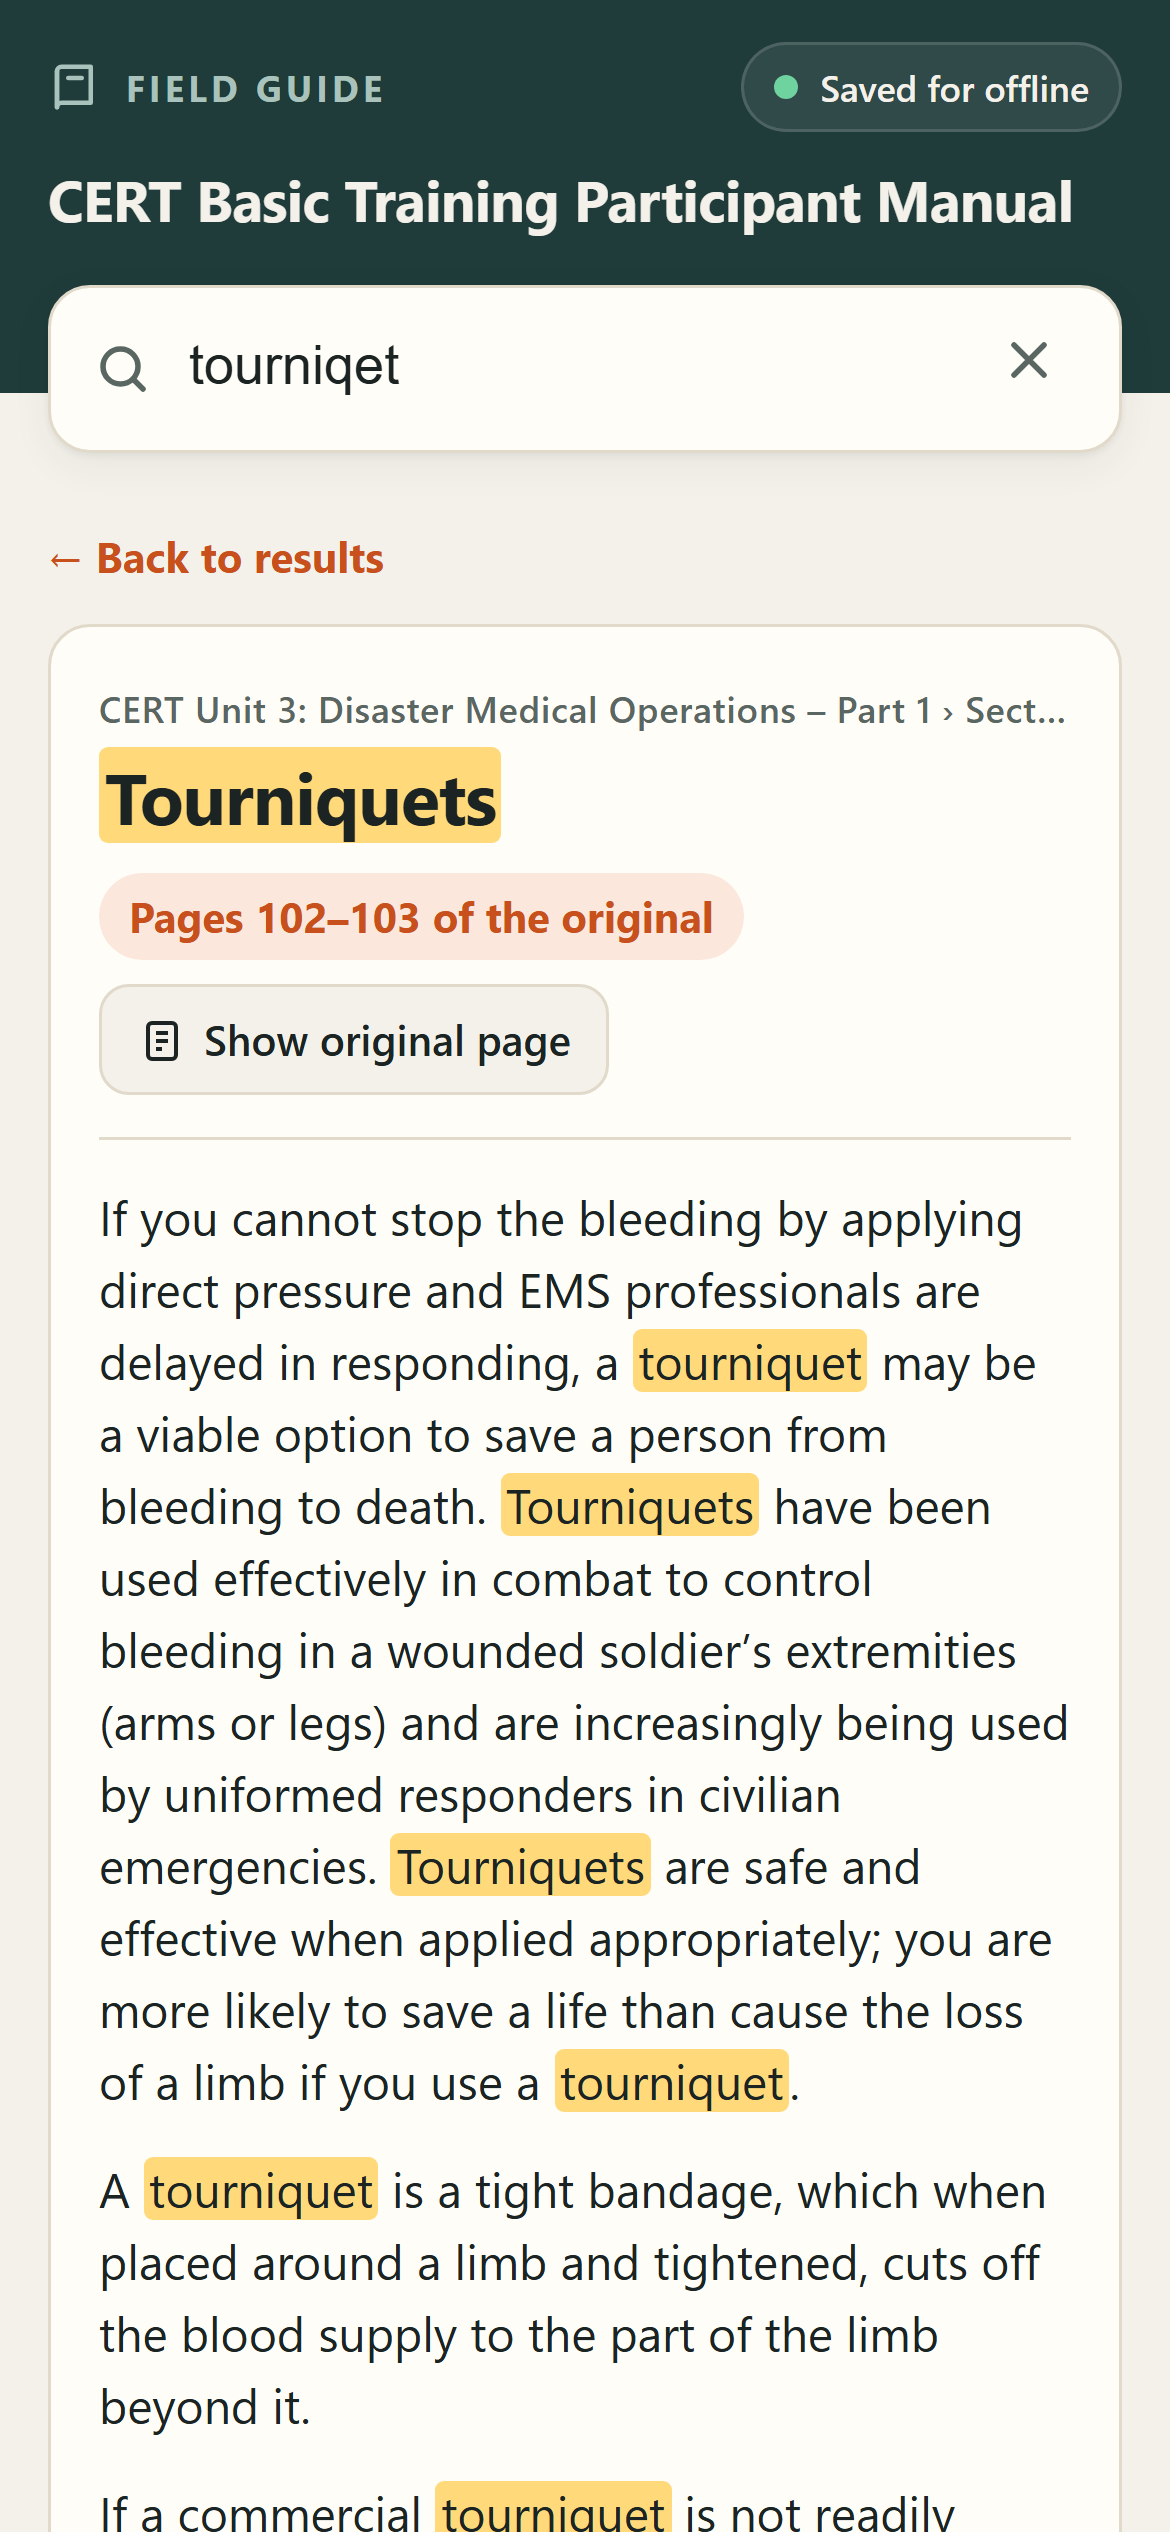 FIELD GUIDE
Saved for offline
CERT Basic Training Participant Manual
tourniqet
← Back to results
CERT Unit 3: Disaster Medical Operations – Part 1 › Sect…
Tourniquets
Pages 102–103 of the original
Show original page
If you cannot stop the bleeding by applying
direct pressure and EMS professionals are
delayed in responding, a tourniquet may be
a viable option to save a person from
bleeding to death. Tourniquets have been
used effectively in combat to control
bleeding in a wounded soldier’s extremities
(arms or legs) and are increasingly being used
by uniformed responders in civilian
emergencies. Tourniquets are safe and
effective when applied appropriately; you are
more likely to save a life than cause the loss
of a limb if you use a tourniquet.
A tourniquet is a tight bandage, which when
placed around a limb and tightened, cuts off
the blood supply to the part of the limb
beyond it.
If a commercial tourniquet is not readily